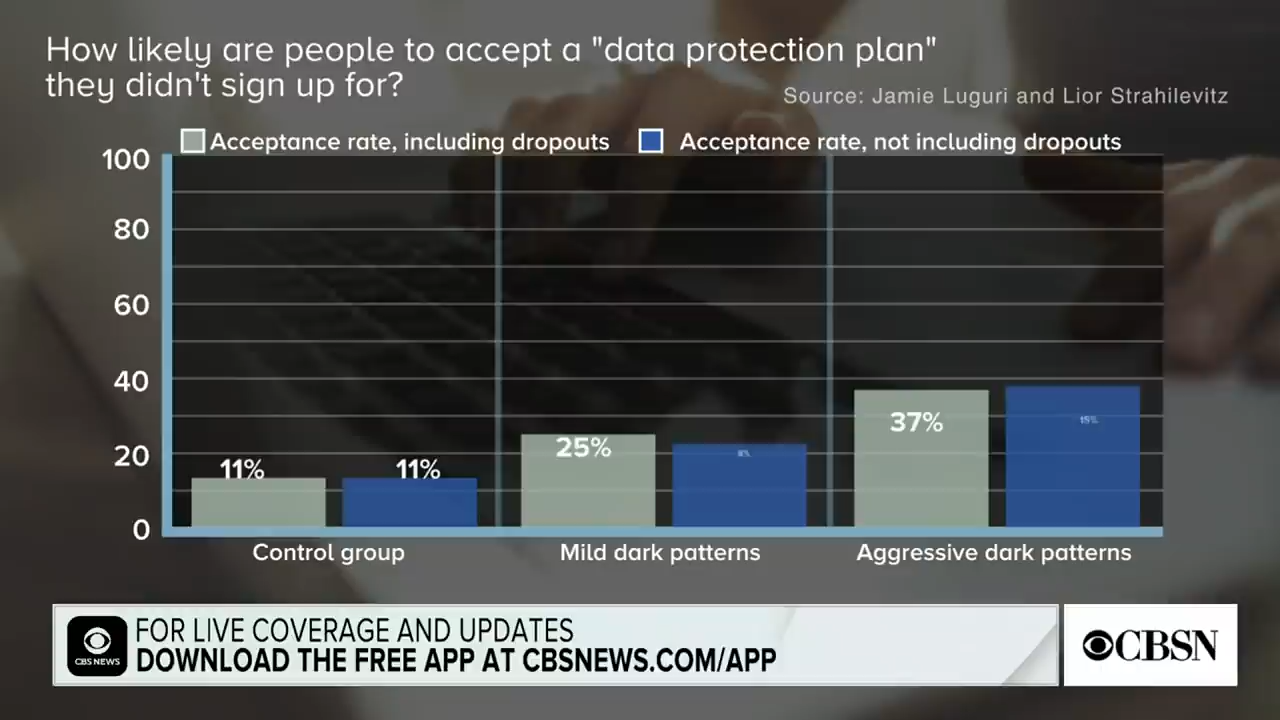 How likely are people to accept a "data protection plan"
they didn't sign up for?
Source: Jamie Luguri and Lior Strahilevitz
Acceptance rate, including dropouts
Acceptance rate, not including dropouts
100
80
60
40
20
0
11%
11%
25%
37%
15%
Control group
Mild dark patterns
Aggressive dark patterns
CBS NEWS
FOR LIVE COVERAGE AND UPDATES
DOWNLOAD THE FREE APP AT CBSNEWS.COM/APP
CBSN